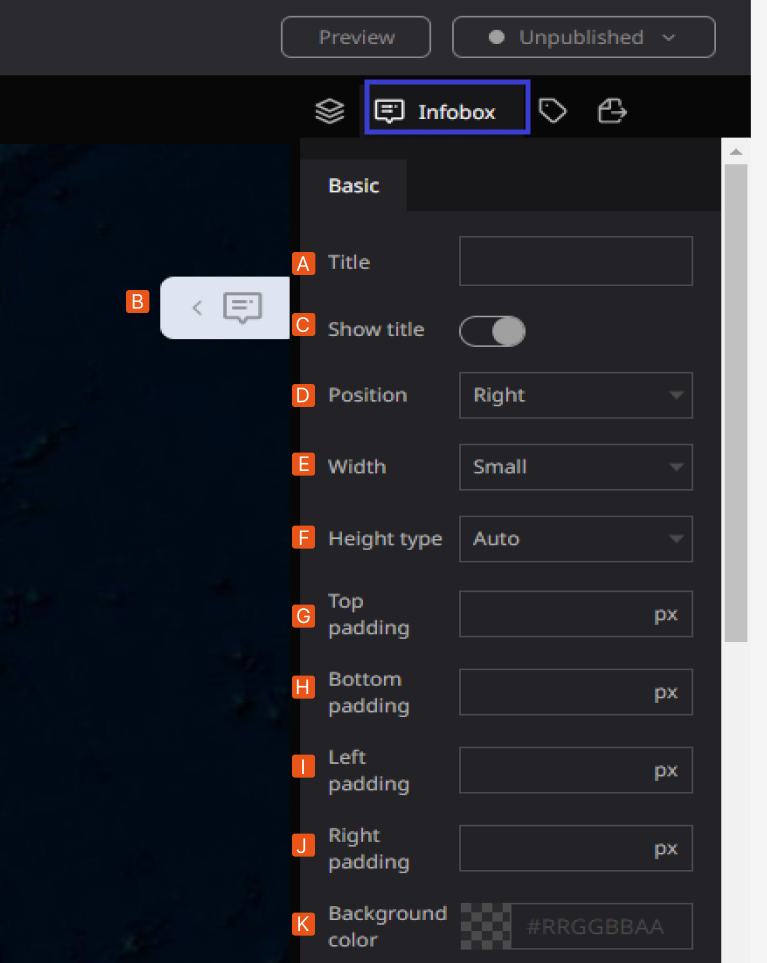 Preview
Unpublished
Infobox
Basic
A Title
B
C Show title
D Position Right
E Width Small
F Height type Auto
G Top
padding px
H Bottom
padding px
I Left
padding px
J Right
padding px
K Background
color #RRGGBBAA